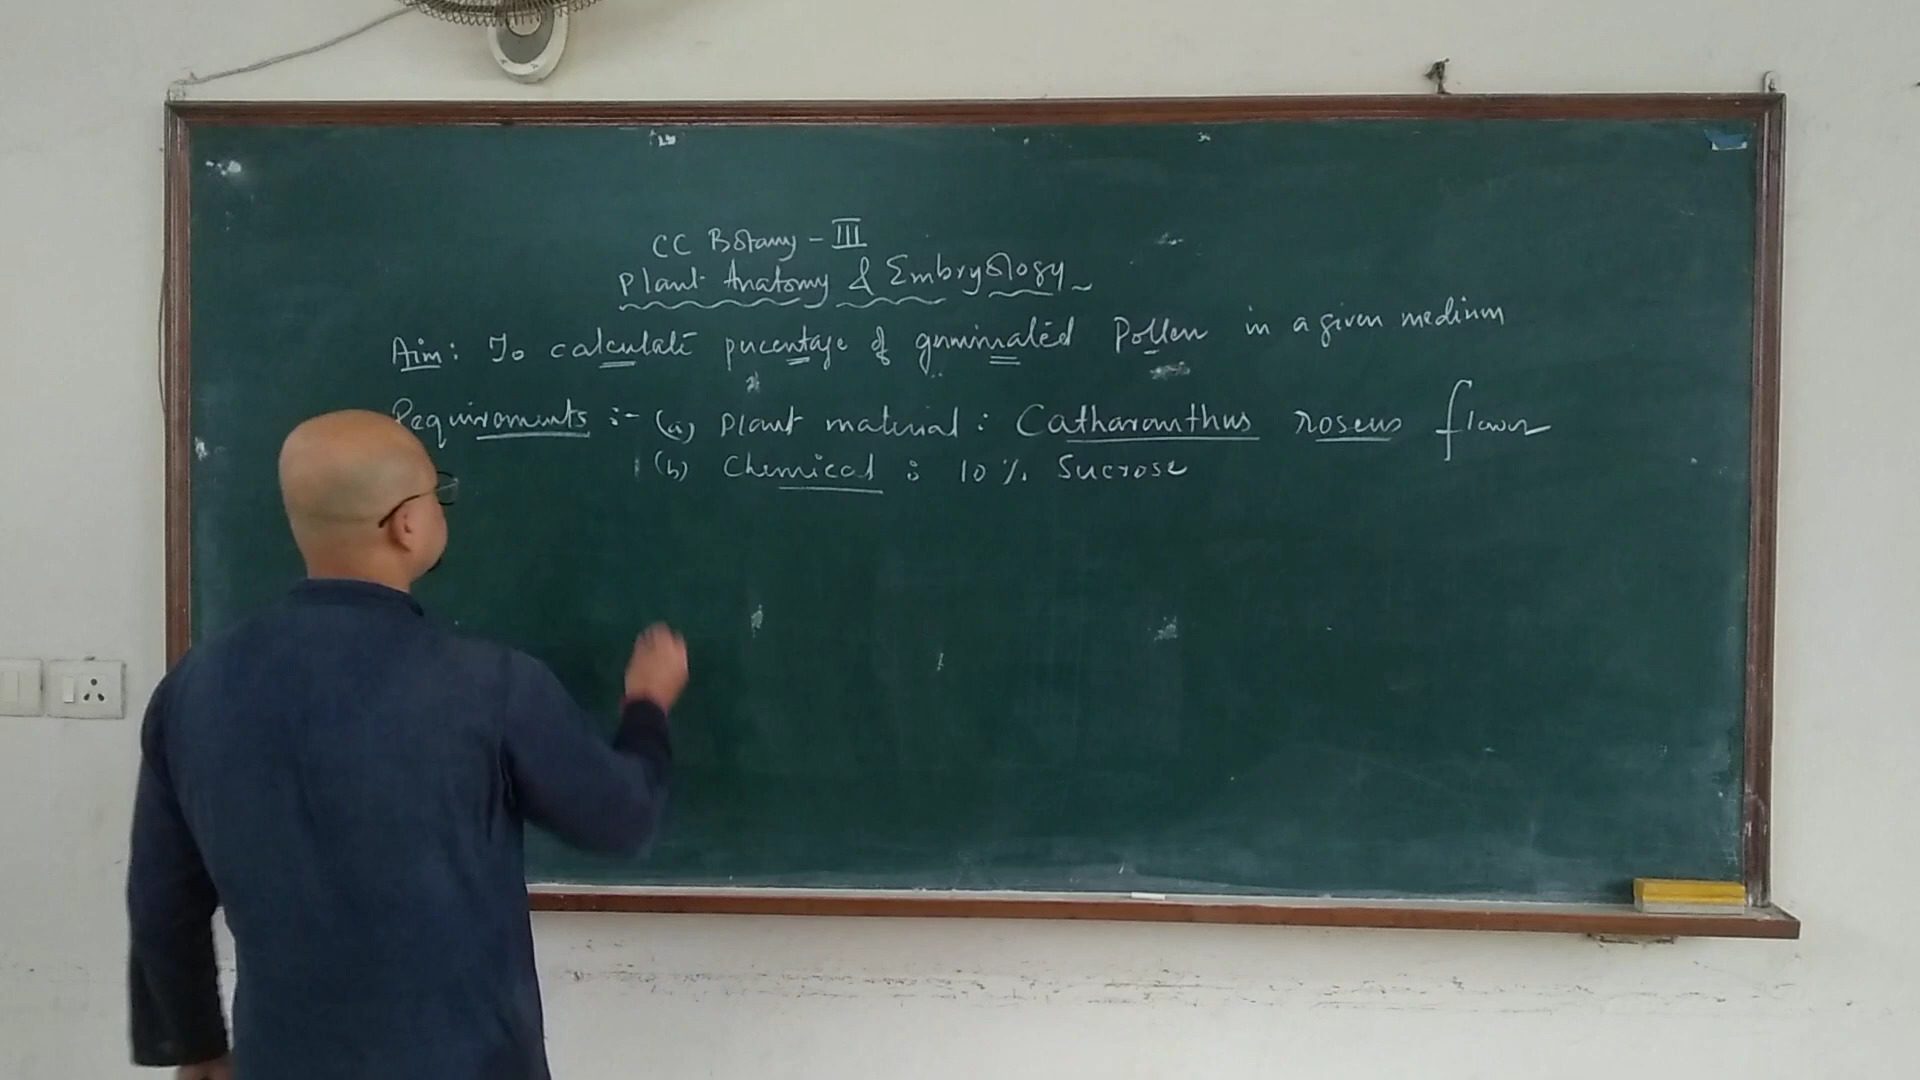 CC Botany - III
Plant Anatomy & Embryology
Aim: To calculate percentage of germinated Pollen in a given medium
Requirements :- (a) Plant material : Catharanthus roseus flower
(b) Chemical : 10 % Sucrose